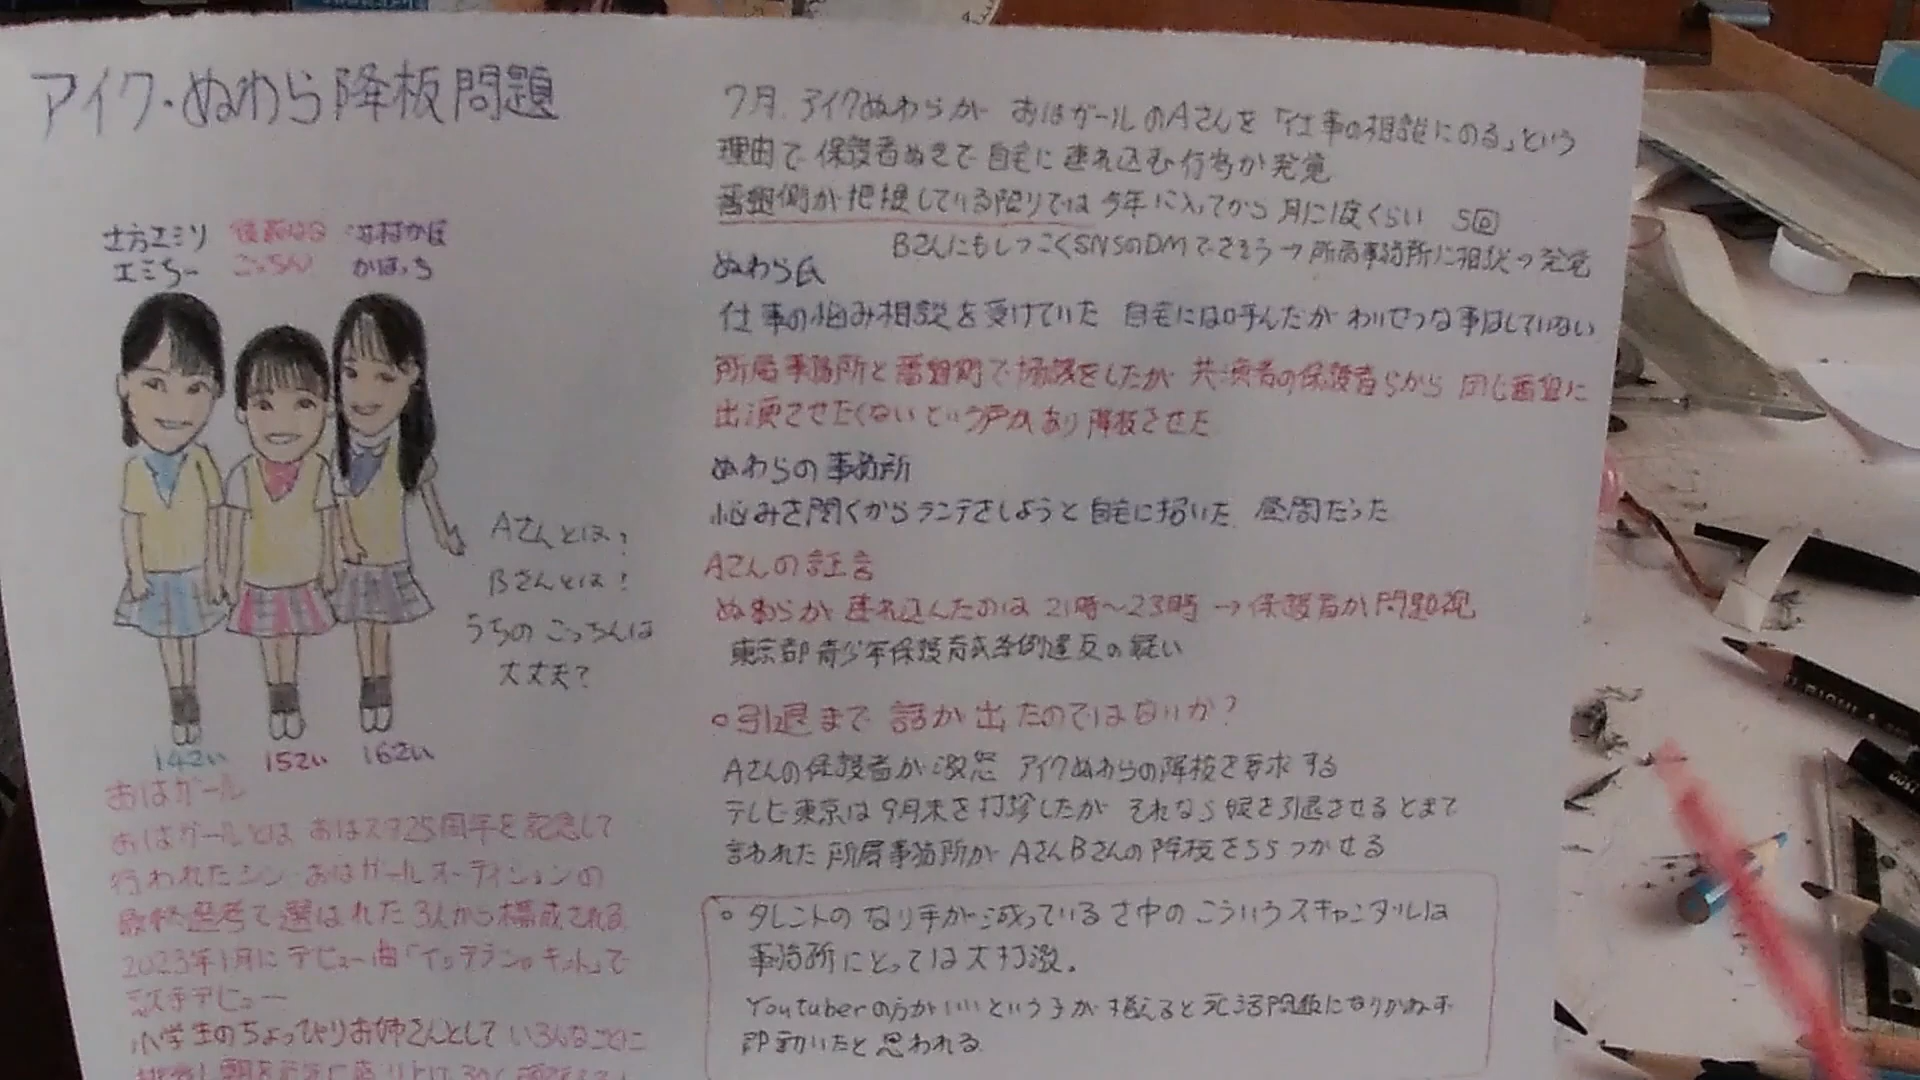 アイク・ぬわら降板問題
エミリ
エミちー こっちん かほっち
14さい 15さい 16さい
Aさんとは?
Bさんとは?
うちの こっちんは
大丈夫?
おはガール
おはガールとは おはスタ25周年を記念して
行われたシン・おはガールオーディションの
最終選考で選ばれた3人から構成される
2023年1月に デビュー曲「イッテランwキット」で
歌手デビュー
小学生のちょっぴりお姉さんとして いろんなことに
7月、アイクぬわらが おはガールのAさんを「仕事の相談にのる」という
理由で 保護者ぬきで 自宅に 連れ込む行為が発覚
番組側が把握している限りでは 今年に入ってから 月に1度くらい 5回
BさんにもしつこくSNSのDMでさそう→所属事務所に相談→発覚
ぬわら氏
仕事の悩み相談を受けていた 自宅には呼んだが わいせつな事はしていない
所属事務所と番組側で協議をしたが 共演者の保護者らから 同じ画面に
出演させたくないという声があり 降板させた
ぬわらの事務所
悩みを聞くからランチをしようと自宅に招いた 昼間だった
Aさんの証言
ぬわらが 連れ込んだのは 21時〜23時 → 保護者が問題視
東京都青少年保護育成条例違反の疑い
○引退まで 話が出たのではないか?
Aさんの保護者が激怒 アイクぬわらの降板を要求する
テレビ東京は9月末を打診したが それなら娘を引退させるとまで
言われた 所属事務所が AさんBさんの降板をちらつかせる
○ タレントの なり手が減っているさ中の こういうスキャンダルは
事務所にとっては大打激。
Youtuberの方がいいという子が増えると死活問題になりかねず
即動いたと思われる